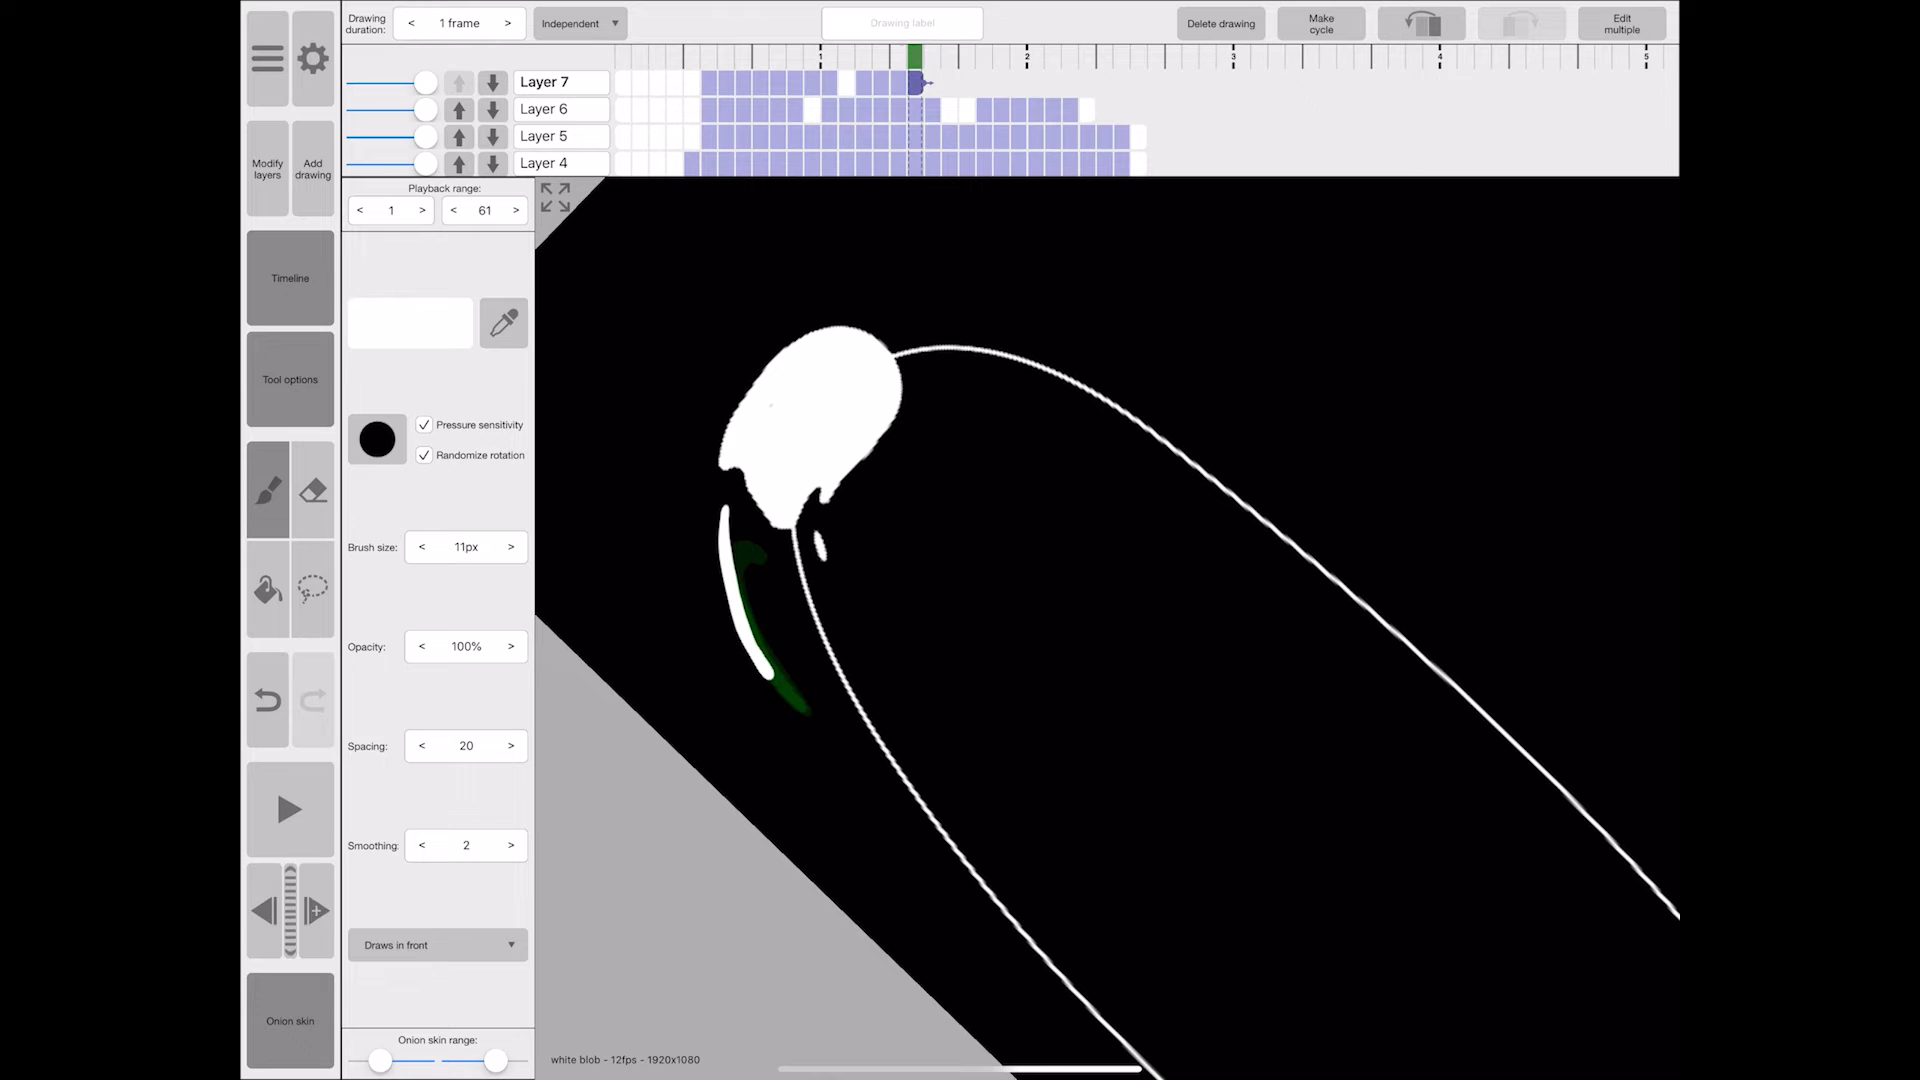 Drawing
duration:
< 1 frame >
Independent
Drawing label
Delete drawing
Make
cycle
Edit
multiple
1
2
3
4
5
Layer 7
Layer 6
Layer 5
Layer 4
Modify
layers
Add
drawing
Playback range:
< 1 >
< 61 >
Timeline
Tool options
Pressure sensitivity
Randomize rotation
Brush size:
< 11px >
Opacity:
< 100% >
Spacing:
< 20 >
Smoothing:
< 2 >
Draws in front
Onion skin
Onion skin range:
white blob - 12fps - 1920x1080